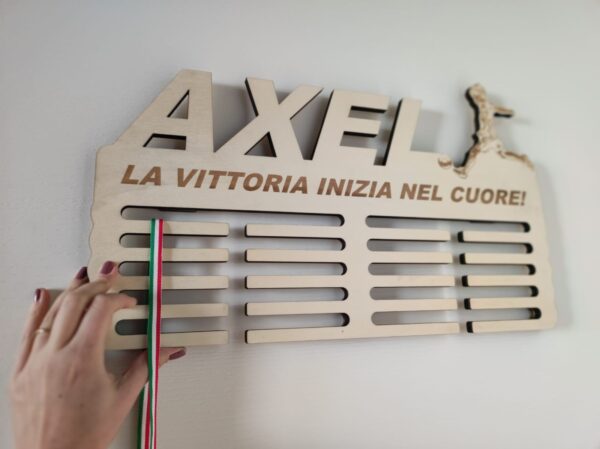 AXEL
LA VITTORIA INIZIA NEL CUORE!